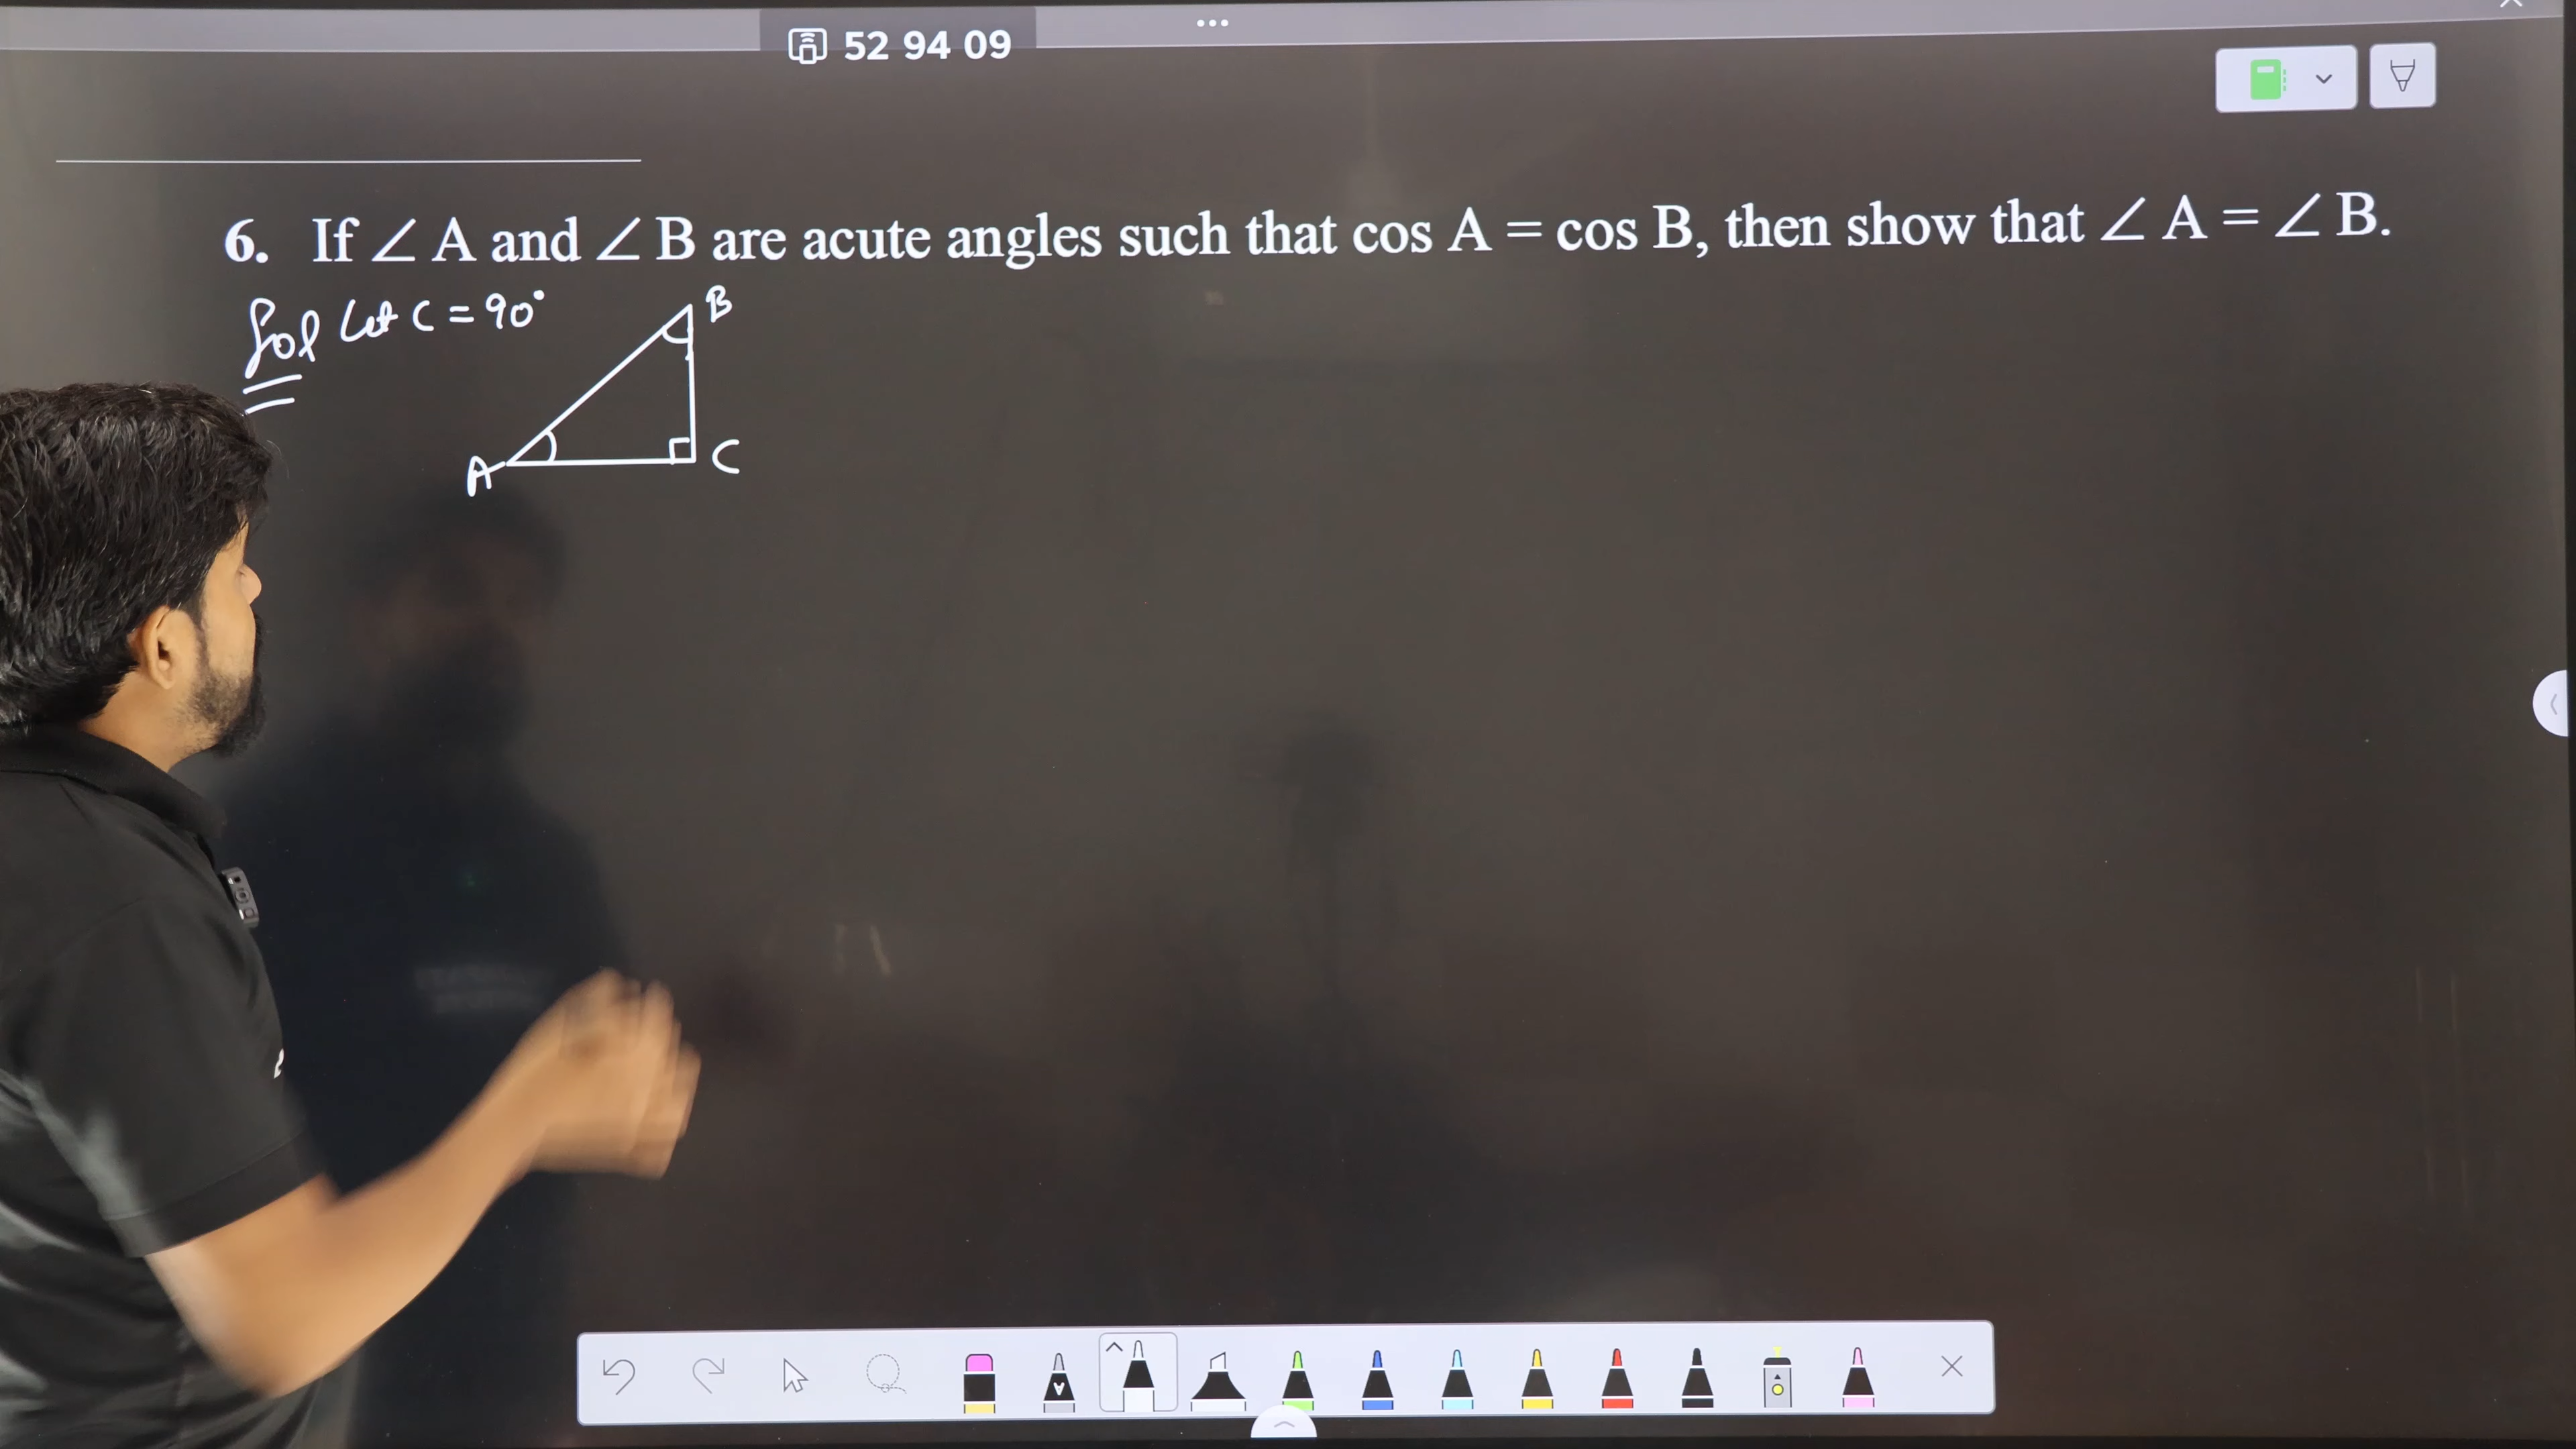 52 94 09
6. If ∠ A and ∠ B are acute angles such that cos A = cos B, then show that ∠ A = ∠ B.
Sol Let C = 90°
B
A
C